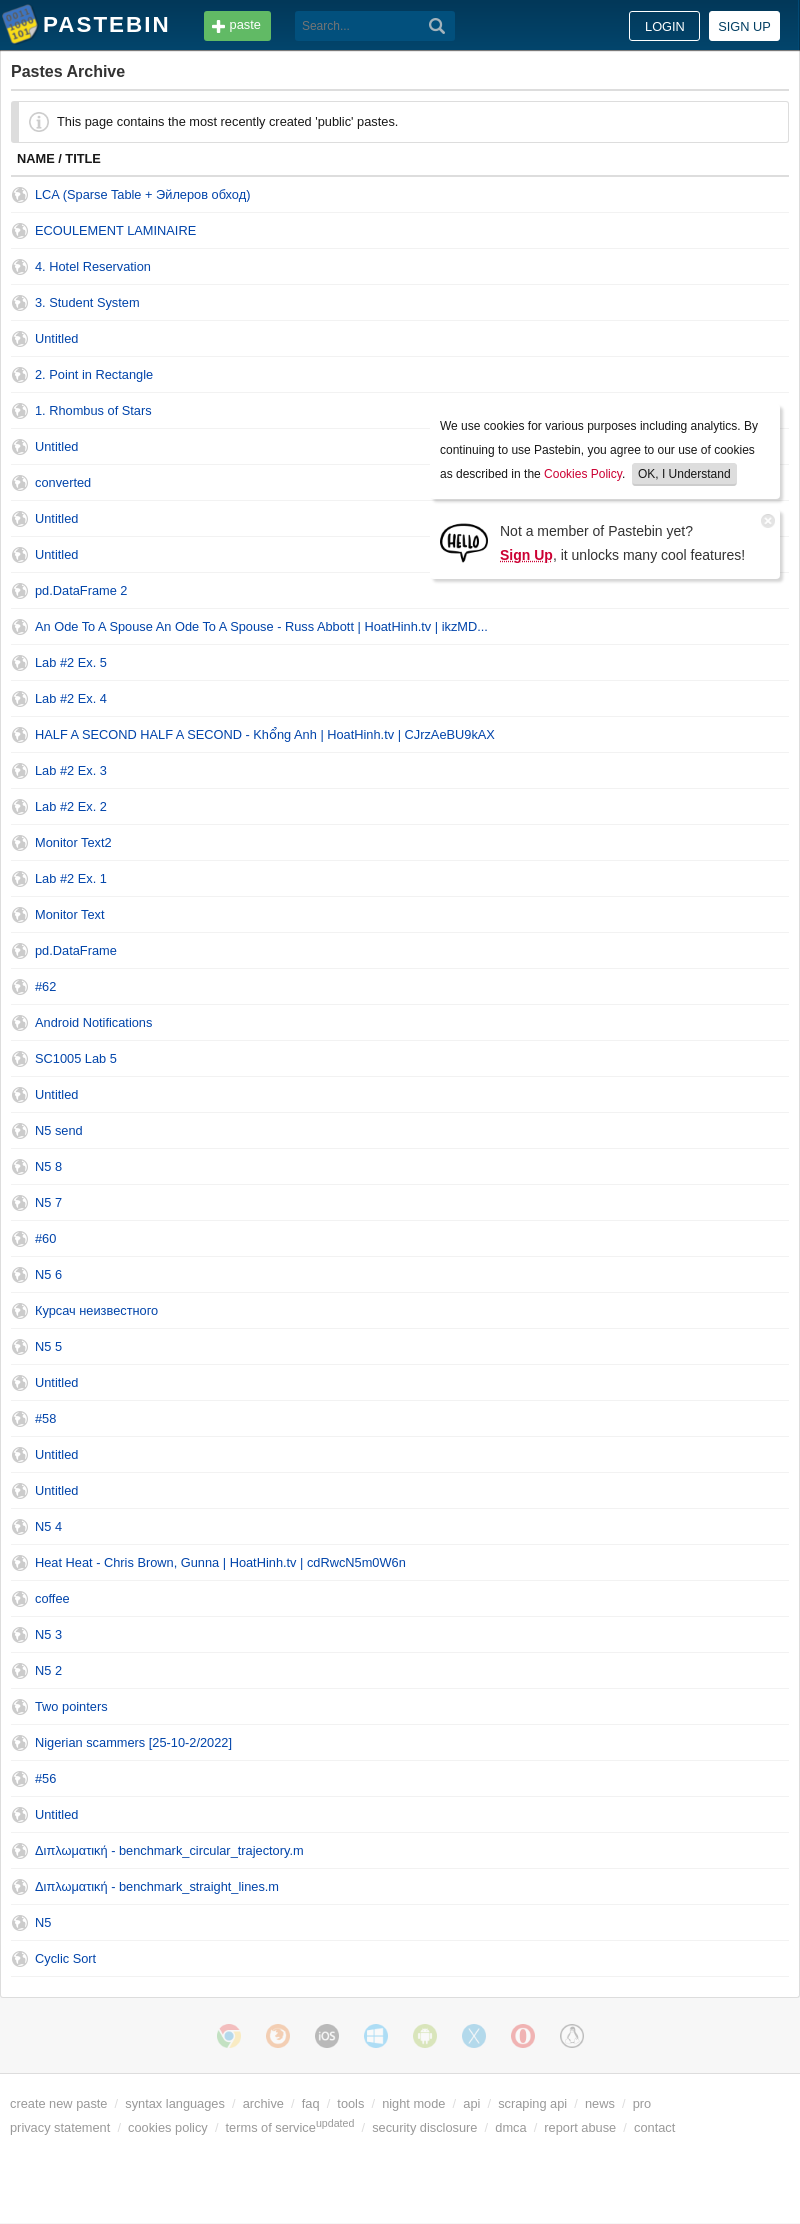 PASTEBIN
paste
Search...
LOGIN
SIGN UP
Pastes Archive
This page contains the most recently created 'public' pastes.
NAME / TITLE
LCA (Sparse Table + Эйлеров обход)
ECOULEMENT LAMINAIRE
4. Hotel Reservation
3. Student System
Untitled
2. Point in Rectangle
1. Rhombus of Stars
Untitled
converted
Untitled
Untitled
We use cookies for various purposes including analytics. By
continuing to use Pastebin, you agree to our use of cookies
as described in the Cookies Policy. OK, I Understand
HELLO
Not a member of Pastebin yet?
Sign Up, it unlocks many cool features!
pd.DataFrame 2
An Ode To A Spouse An Ode To A Spouse - Russ Abbott | HoatHinh.tv | ikzMD...
Lab #2 Ex. 5
Lab #2 Ex. 4
HALF A SECOND HALF A SECOND - Khổng Anh | HoatHinh.tv | CJrzAeBU9kAX
Lab #2 Ex. 3
Lab #2 Ex. 2
Monitor Text2
Lab #2 Ex. 1
Monitor Text
pd.DataFrame
#62
Android Notifications
SC1005 Lab 5
Untitled
N5 send
N5 8
N5 7
#60
N5 6
Курсач неизвестного
N5 5
Untitled
#58
Untitled
Untitled
N5 4
Heat Heat - Chris Brown, Gunna | HoatHinh.tv | cdRwcN5m0W6n
coffee
N5 3
N5 2
Two pointers
Nigerian scammers [25-10-2/2022]
#56
Untitled
Διπλωματική - benchmark_circular_trajectory.m
Διπλωματική - benchmark_straight_lines.m
N5
Cyclic Sort
iOS
create new paste / syntax languages / archive / faq / tools / night mode / api / scraping api / news / pro
privacy statement / cookies policy / terms of service updated / security disclosure / dmca / report abuse / contact